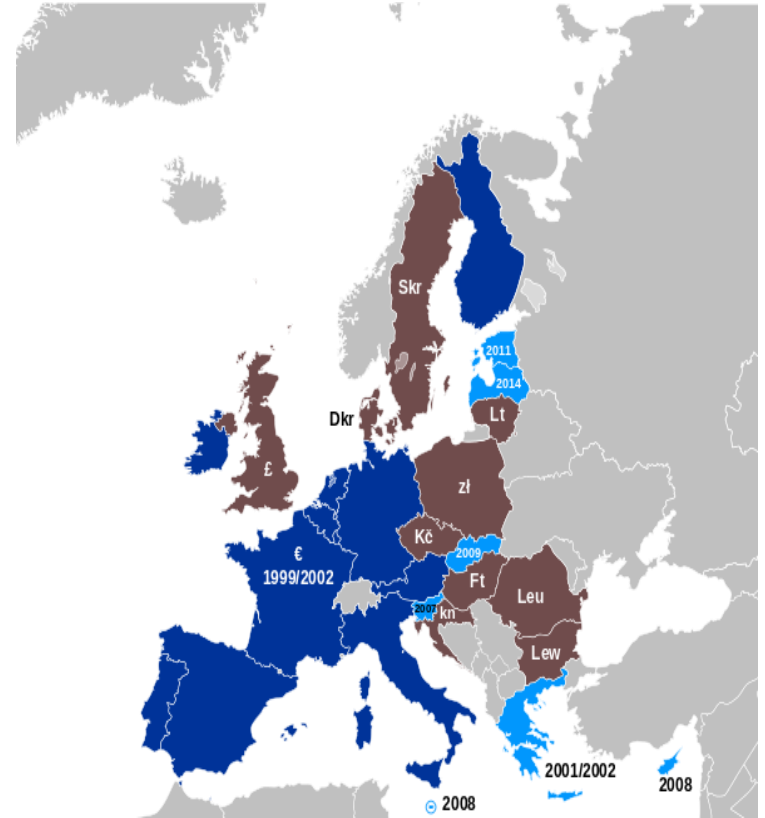 Skr
2011
2014
Dkr
Lt
£
zł
Kč
€
1999/2002
2009
Ft
2007
kn
Leu
Lew
2001/2002
2008
2008